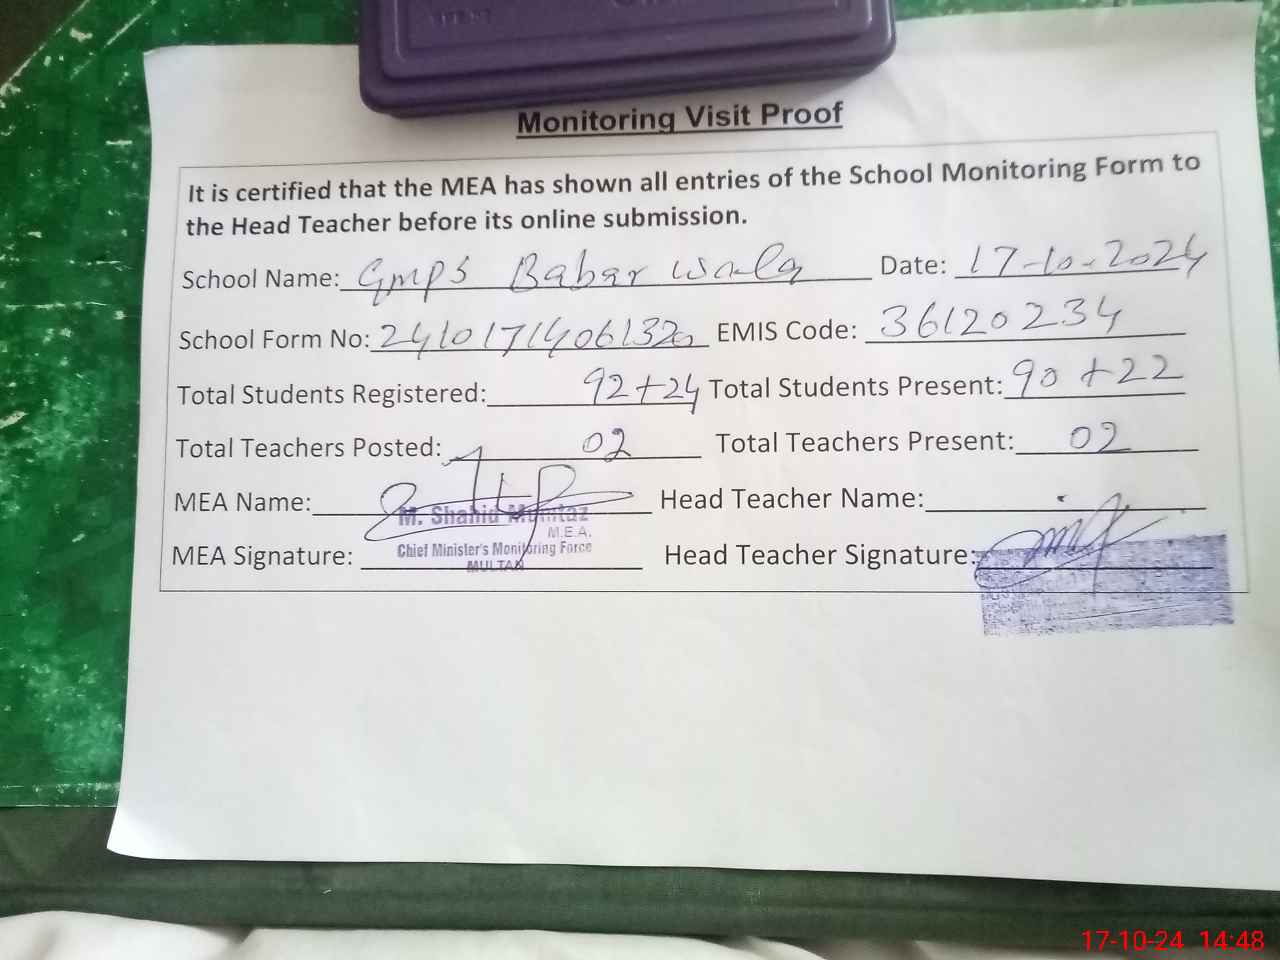 Monitoring Visit Proof
It is certified that the MEA has shown all entries of the School Monitoring Form to
the Head Teacher before its online submission.
School Name: Gmps Babar wala Date: 17-10-2024
School Form No: EMIS Code: 36120234
Total Students Registered: 92+24 Total Students Present: 90+22
Total Teachers Posted: 02 Total Teachers Present: 02
MEA Name: Head Teacher Name:
M. Shahid Mumtaz
M.E.A.
Chief Minister's Monitoring Force
MULTAN
MEA Signature: Head Teacher Signature:
17-10-24 14:48